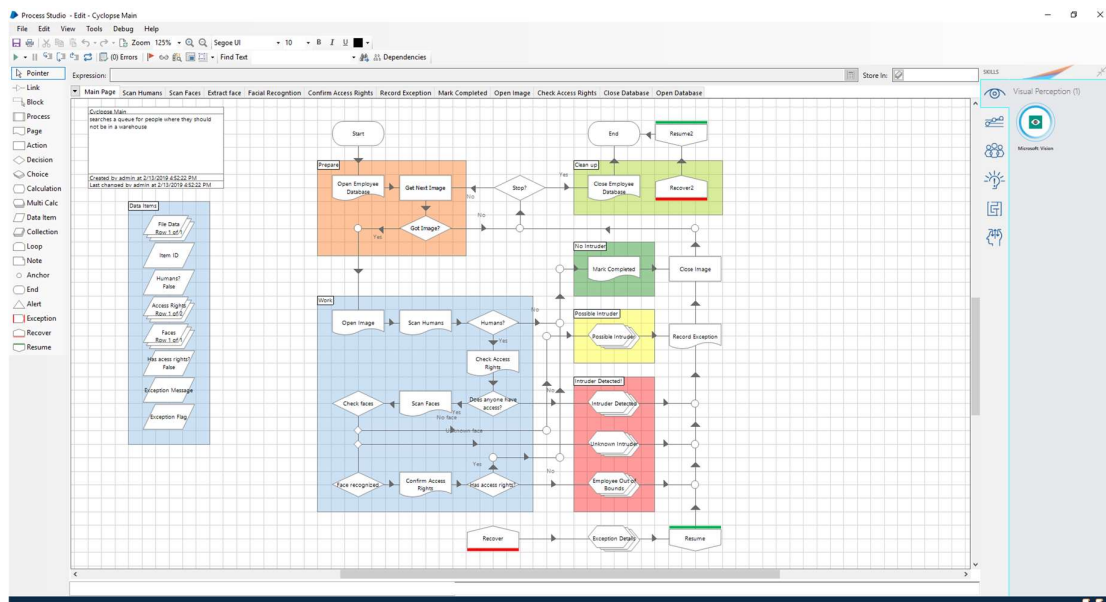 Process Studio - Edit - Cyclopse Main
File Edit View Tools Debug Help
Zoom 125% Segoe UI 10 B I U
(0) Errors Find Text Dependencies
Pointer
Link
Block
Process
Page
Action
Decision
Choice
Calculation
Multi Calc
Data Item
Collection
Loop
Note
Anchor
End
Alert
Exception
Recover
Resume
Expression:
Store In:
Main Page Scan Humans Scan Faces Extract face Facial Recogntion Confirm Access Rights Record Exception Mark Completed Open Image Check Access Rights Close Database Open Database
Cyclopse Main
searches a queue for people where they should
not be in a warehouse
Created by admin at 2/13/2019 4:52:22 PM
Last changed by admin at 2/13/2019 4:52:22 PM
Data Items
File Data
Row 1 of 1
Item ID
Humans?
False
Access Rights
Row 1 of 0
Faces
Row 1 of 1
Has acess rights?
False
Exception Message
Exception Flag
Start
Prepare
Open Employee
Database
Get Next Image
Got Image?
Yes
No
Stop?
No
Yes
End
Resume2
Clean up
Close Employee
Database
Recover2
No Intruder
Mark Completed
Close Image
Work
Open Image
Scan Humans
Humans?
No
Yes
Check Access
Rights
Possible Intruder
Possible Intruder
Record Exception
Check faces
Scan Faces
Yes
Does anyone have
access?
No
No face
Unknown face
Intruder Detected!
Intruder Detected
Unknown Intruder
Face recognized
Confirm Access
Rights
Yes
Has access rights?
No
Employee Out of
Bounds
Recover
Exception Details
Resume
SKILLS
Visual Perception (1)
Microsoft Vision